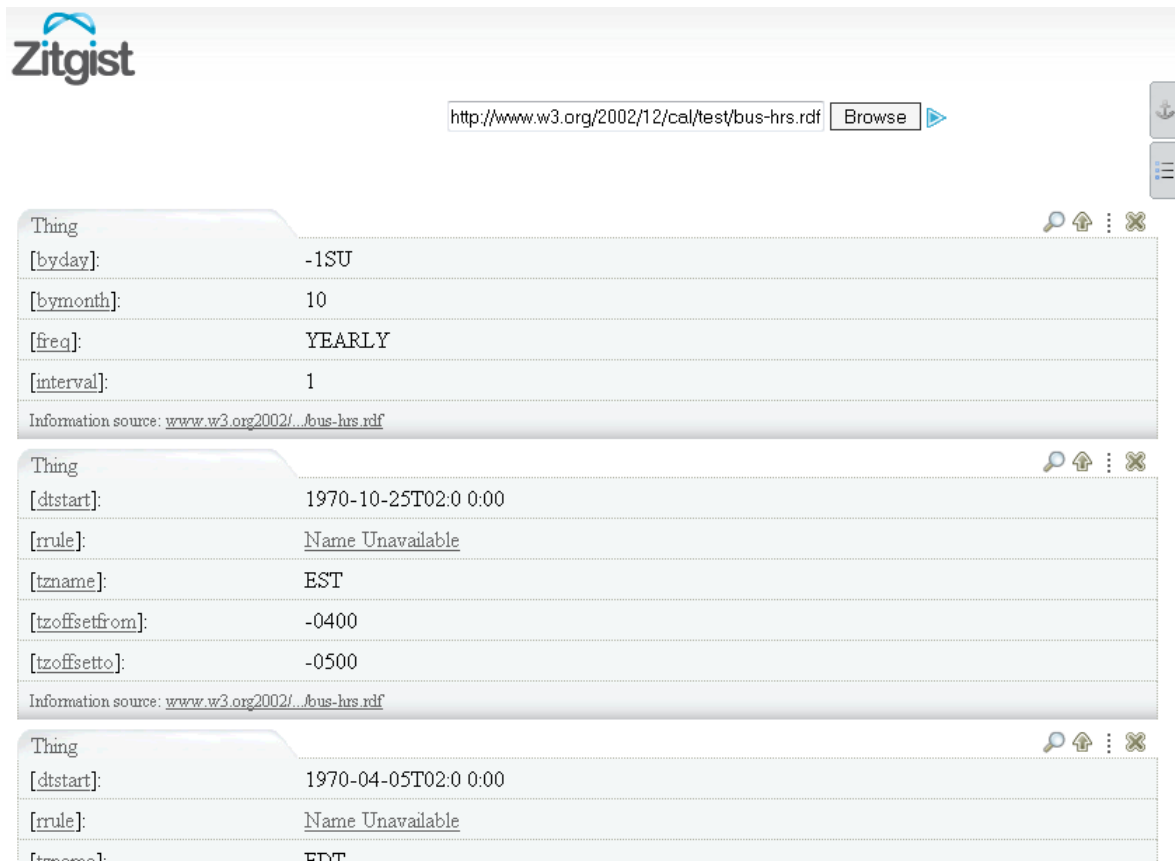 Zitgist
http://www.w3.org/2002/12/cal/test/bus-hrs.rdf Browse
Thing
[byday]: -1SU
[bymonth]: 10
[freq]: YEARLY
[interval]: 1
Information source: www.w3.org2002/.../bus-hrs.rdf
Thing
[dtstart]: 1970-10-25T02:0 0:00
[rrule]: Name Unavailable
[tzname]: EST
[tzoffsetfrom]: -0400
[tzoffsetto]: -0500
Information source: www.w3.org2002/.../bus-hrs.rdf
Thing
[dtstart]: 1970-04-05T02:0 0:00
[rrule]: Name Unavailable
[tzname]: EDT